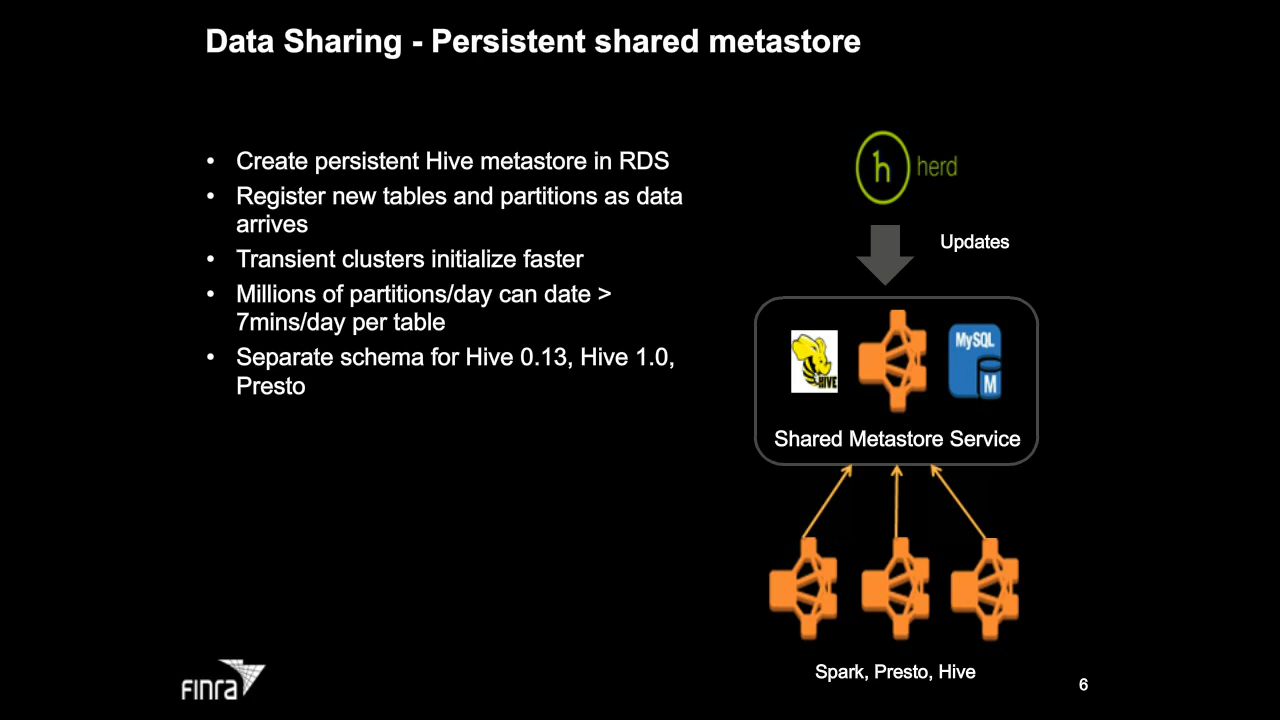 Data Sharing - Persistent shared metastore
• Create persistent Hive metastore in RDS
• Register new tables and partitions as data
arrives
• Transient clusters initialize faster
• Millions of partitions/day can date >
7mins/day per table
• Separate schema for Hive 0.13, Hive 1.0,
Presto
h herd
Updates
HIVE
MySQL
M
Shared Metastore Service
Spark, Presto, Hive
finra
6